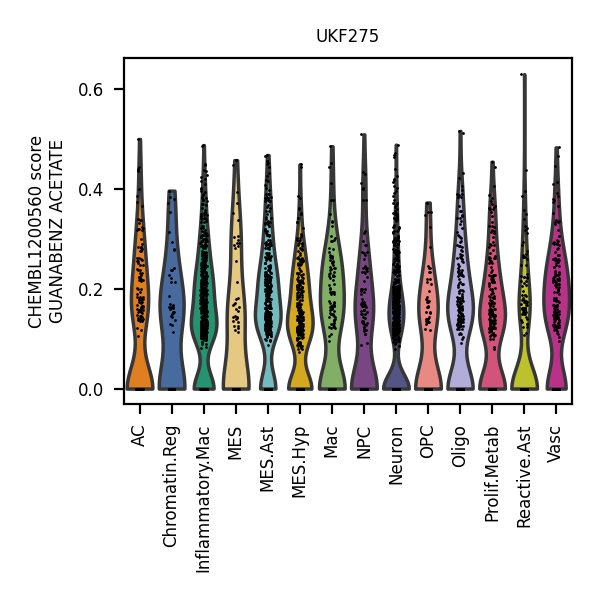 UKF275
CHEMBL1200560 score
GUANABENZ ACETATE
0.6
0.4
0.2
0.0
AC
Chromatin.Reg
Inflammatory.Mac
MES
MES.Ast
MES.Hyp
Mac
NPC
Neuron
OPC
Oligo
Prolif.Metab
Reactive.Ast
Vasc